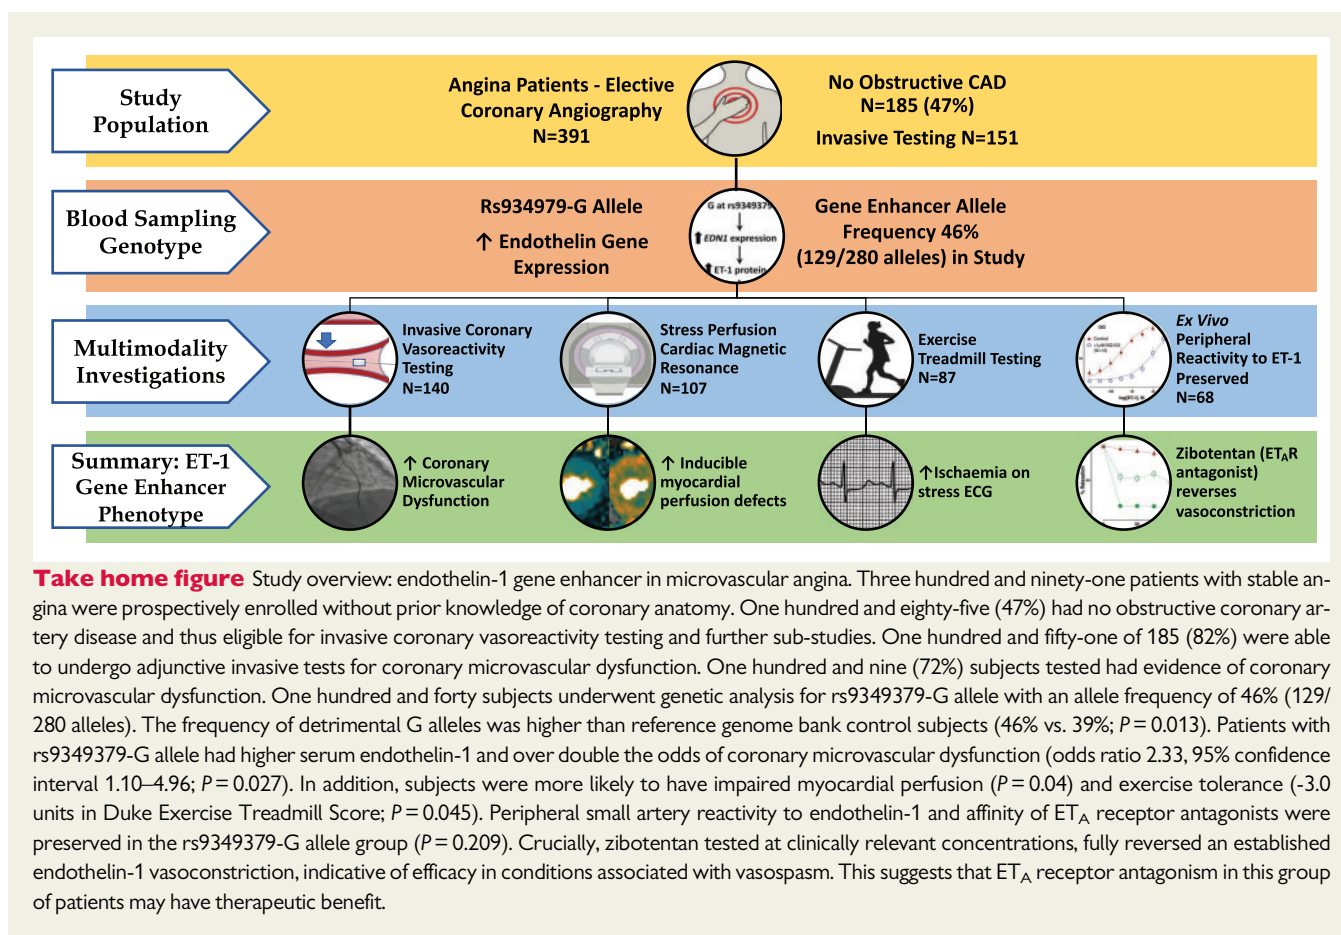 Study
Population
Angina Patients - Elective
Coronary Angiography
N=391
No Obstructive CAD
N=185 (47%)
Invasive Testing N=151
Blood Sampling
Genotype
Rs934979-G Allele
↑ Endothelin Gene
Expression
G at rs9349379
EDN1 expression
ET-1 protein
Gene Enhancer Allele
Frequency 46%
(129/280 alleles) in Study
Multimodality
Investigations
Invasive Coronary
Vasoreactivity
Testing
N=140
Stress Perfusion
Cardiac Magnetic
Resonance
N=107
Exercise
Treadmill Testing
N=87
Ex Vivo
Peripheral
Reactivity to ET-1
Preserved
N=68
Summary: ET-1
Gene Enhancer
Phenotype
↑ Coronary
Microvascular
Dysfunction
↑ Inducible
myocardial
perfusion defects
↑Ischaemia on
stress ECG
Zibotentan (ETAR
antagonist)
reverses
vasoconstriction
Take home figure Study overview: endothelin-1 gene enhancer in microvascular angina. Three hundred and ninety-one patients with stable an-
gina were prospectively enrolled without prior knowledge of coronary anatomy. One hundred and eighty-five (47%) had no obstructive coronary ar-
tery disease and thus eligible for invasive coronary vasoreactivity testing and further sub-studies. One hundred and fifty-one of 185 (82%) were able
to undergo adjunctive invasive tests for coronary microvascular dysfunction. One hundred and nine (72%) subjects tested had evidence of coronary
microvascular dysfunction. One hundred and forty subjects underwent genetic analysis for rs9349379-G allele with an allele frequency of 46% (129/
280 alleles). The frequency of detrimental G alleles was higher than reference genome bank control subjects (46% vs. 39%; P = 0.013). Patients with
rs9349379-G allele had higher serum endothelin-1 and over double the odds of coronary microvascular dysfunction (odds ratio 2.33, 95% confidence
interval 1.10–4.96; P = 0.027). In addition, subjects were more likely to have impaired myocardial perfusion (P = 0.04) and exercise tolerance (-3.0
units in Duke Exercise Treadmill Score; P = 0.045). Peripheral small artery reactivity to endothelin-1 and affinity of ETA receptor antagonists were
preserved in the rs9349379-G allele group (P = 0.209). Crucially, zibotentan tested at clinically relevant concentrations, fully reversed an established
endothelin-1 vasoconstriction, indicative of efficacy in conditions associated with vasospasm. This suggests that ETA receptor antagonism in this group
of patients may have therapeutic benefit.